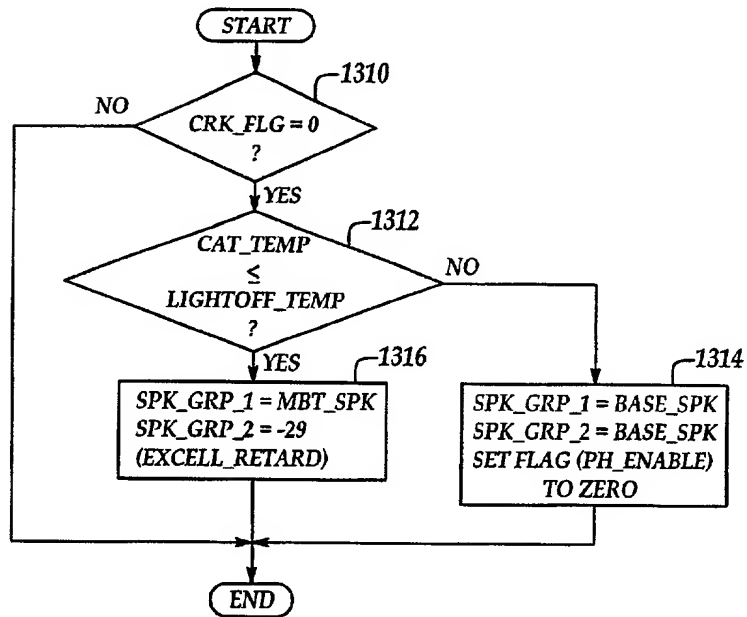 START
1310
NO
CRK_FLG = 0
?
YES
1312
CAT_TEMP
≤
LIGHTOFF_TEMP
?
NO
YES
1316
SPK_GRP_1 = MBT_SPK
SPK_GRP_2 = -29
(EXCELL_RETARD)
1314
SPK_GRP_1 = BASE_SPK
SPK_GRP_2 = BASE_SPK
SET FLAG (PH_ENABLE)
TO ZERO
END